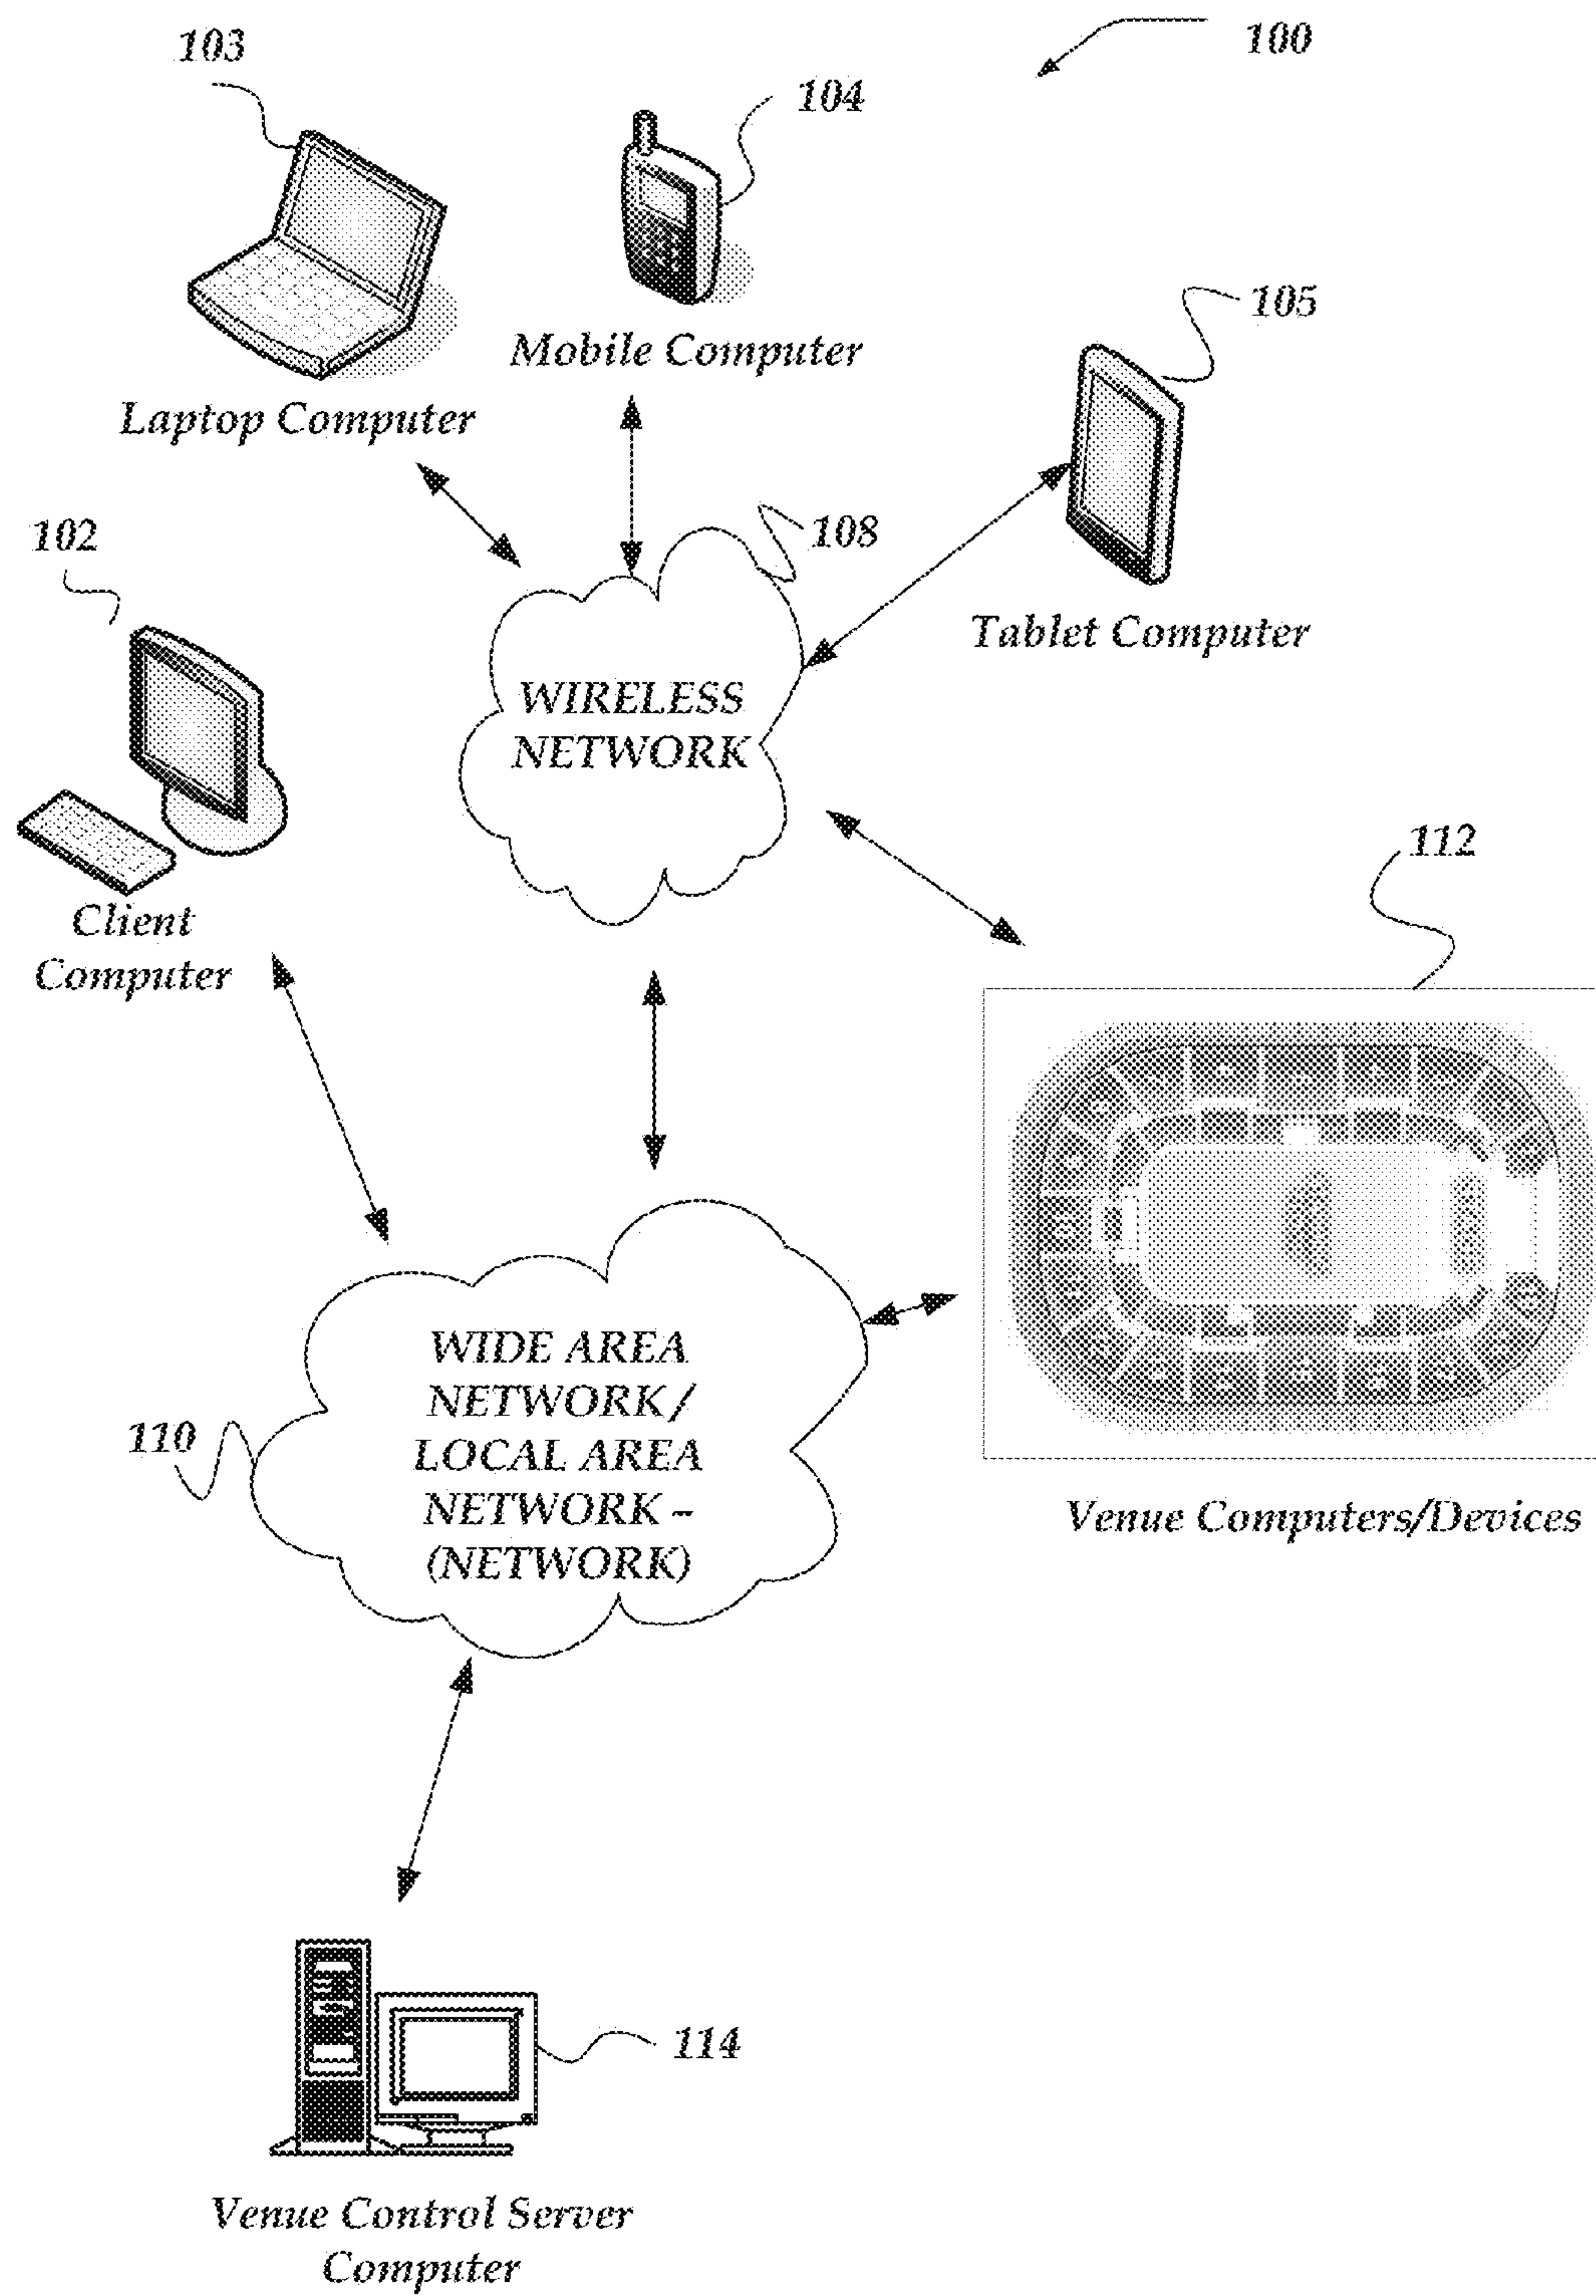 103
100
104
Mobile Computer
105
Laptop Computer
102
108
Tablet Computer
WIRELESS
NETWORK
112
Client
Computer
WIDE AREA
NETWORK /
LOCAL AREA
NETWORK –
(NETWORK)
110
Venue Computers/Devices
114
Venue Control Server
Computer